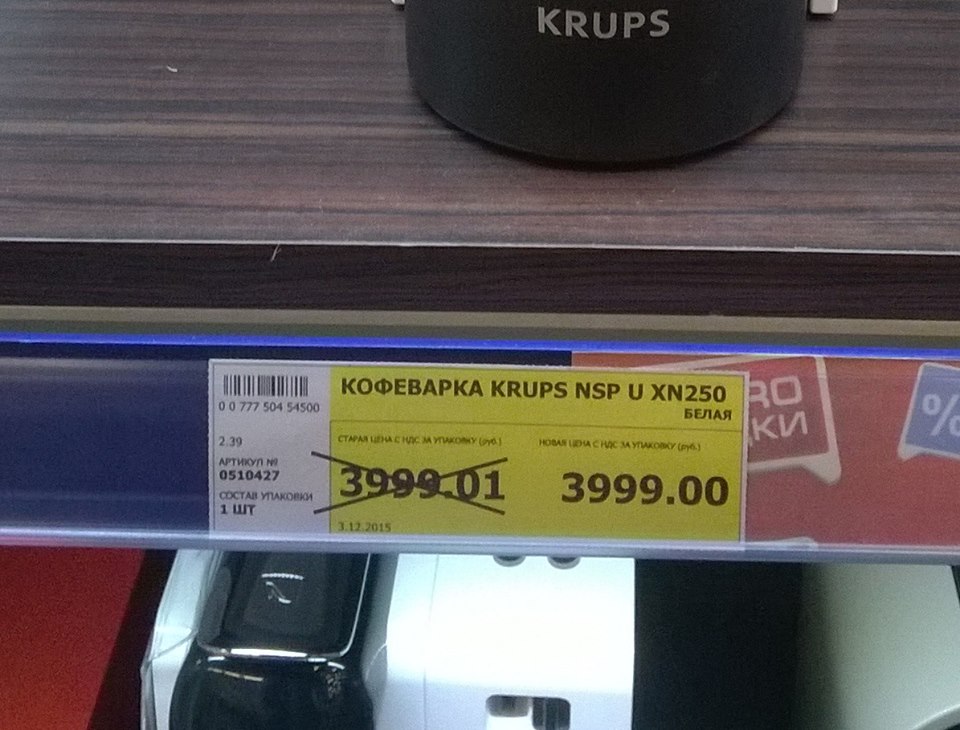 KRUPS
КОФЕВАРКА KRUPS NSP U XN250
БЕЛАЯ
0 0 777 504 54500
2.39
АРТИКУЛ №
0510427
СОСТАВ УПАКОВКИ
1 ШТ
СТАРАЯ ЦЕНА С НДС ЗА УПАКОВКУ (руб.)
3999.01
3.12.2015
НОВАЯ ЦЕНА С НДС ЗА УПАКОВКУ (руб.)
3999.00
RO
КИ
%